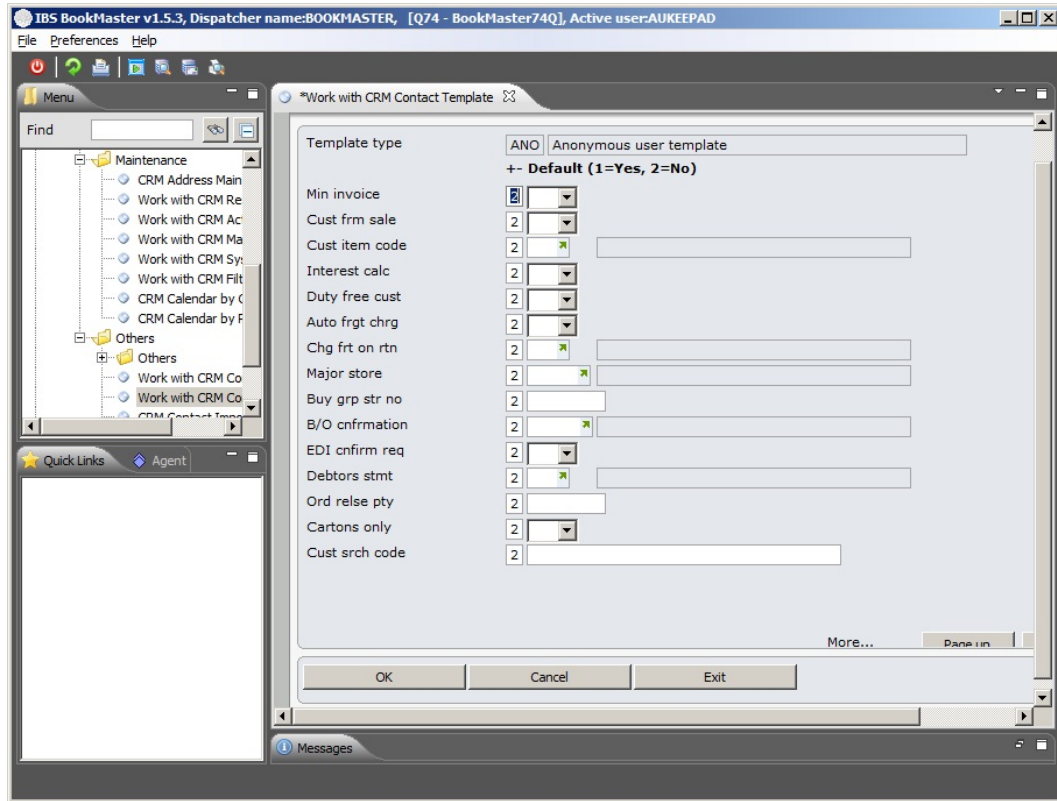 IBS BookMaster v1.5.3, Dispatcher name:BOOKMASTER, [Q74 - BookMaster74Q], Active user:AUKEEPAD
File Preferences Help
Menu
*Work with CRM Contact Template
Find
Maintenance
CRM Address Main
Work with CRM Re
Work with CRM Ac
Work with CRM Ma
Work with CRM Sys
Work with CRM Filt
CRM Calendar by
CRM Calendar by
Others
Others
Work with CRM Co
Work with CRM Co
CRM Contact Impo
Quick Links Agent
Template type ANO Anonymous user template
+- Default (1=Yes, 2=No)
Min invoice 2
Cust frm sale 2
Cust item code 2
Interest calc 2
Duty free cust 2
Auto frgt chrg 2
Chg frt on rtn 2
Major store 2
Buy grp str no 2
B/O cnfrmation 2
EDI cnfirm req 2
Debtors stmt 2
Ord relse pty 2
Cartons only 2
Cust srch code 2
More... Page up
OK Cancel Exit
Messages